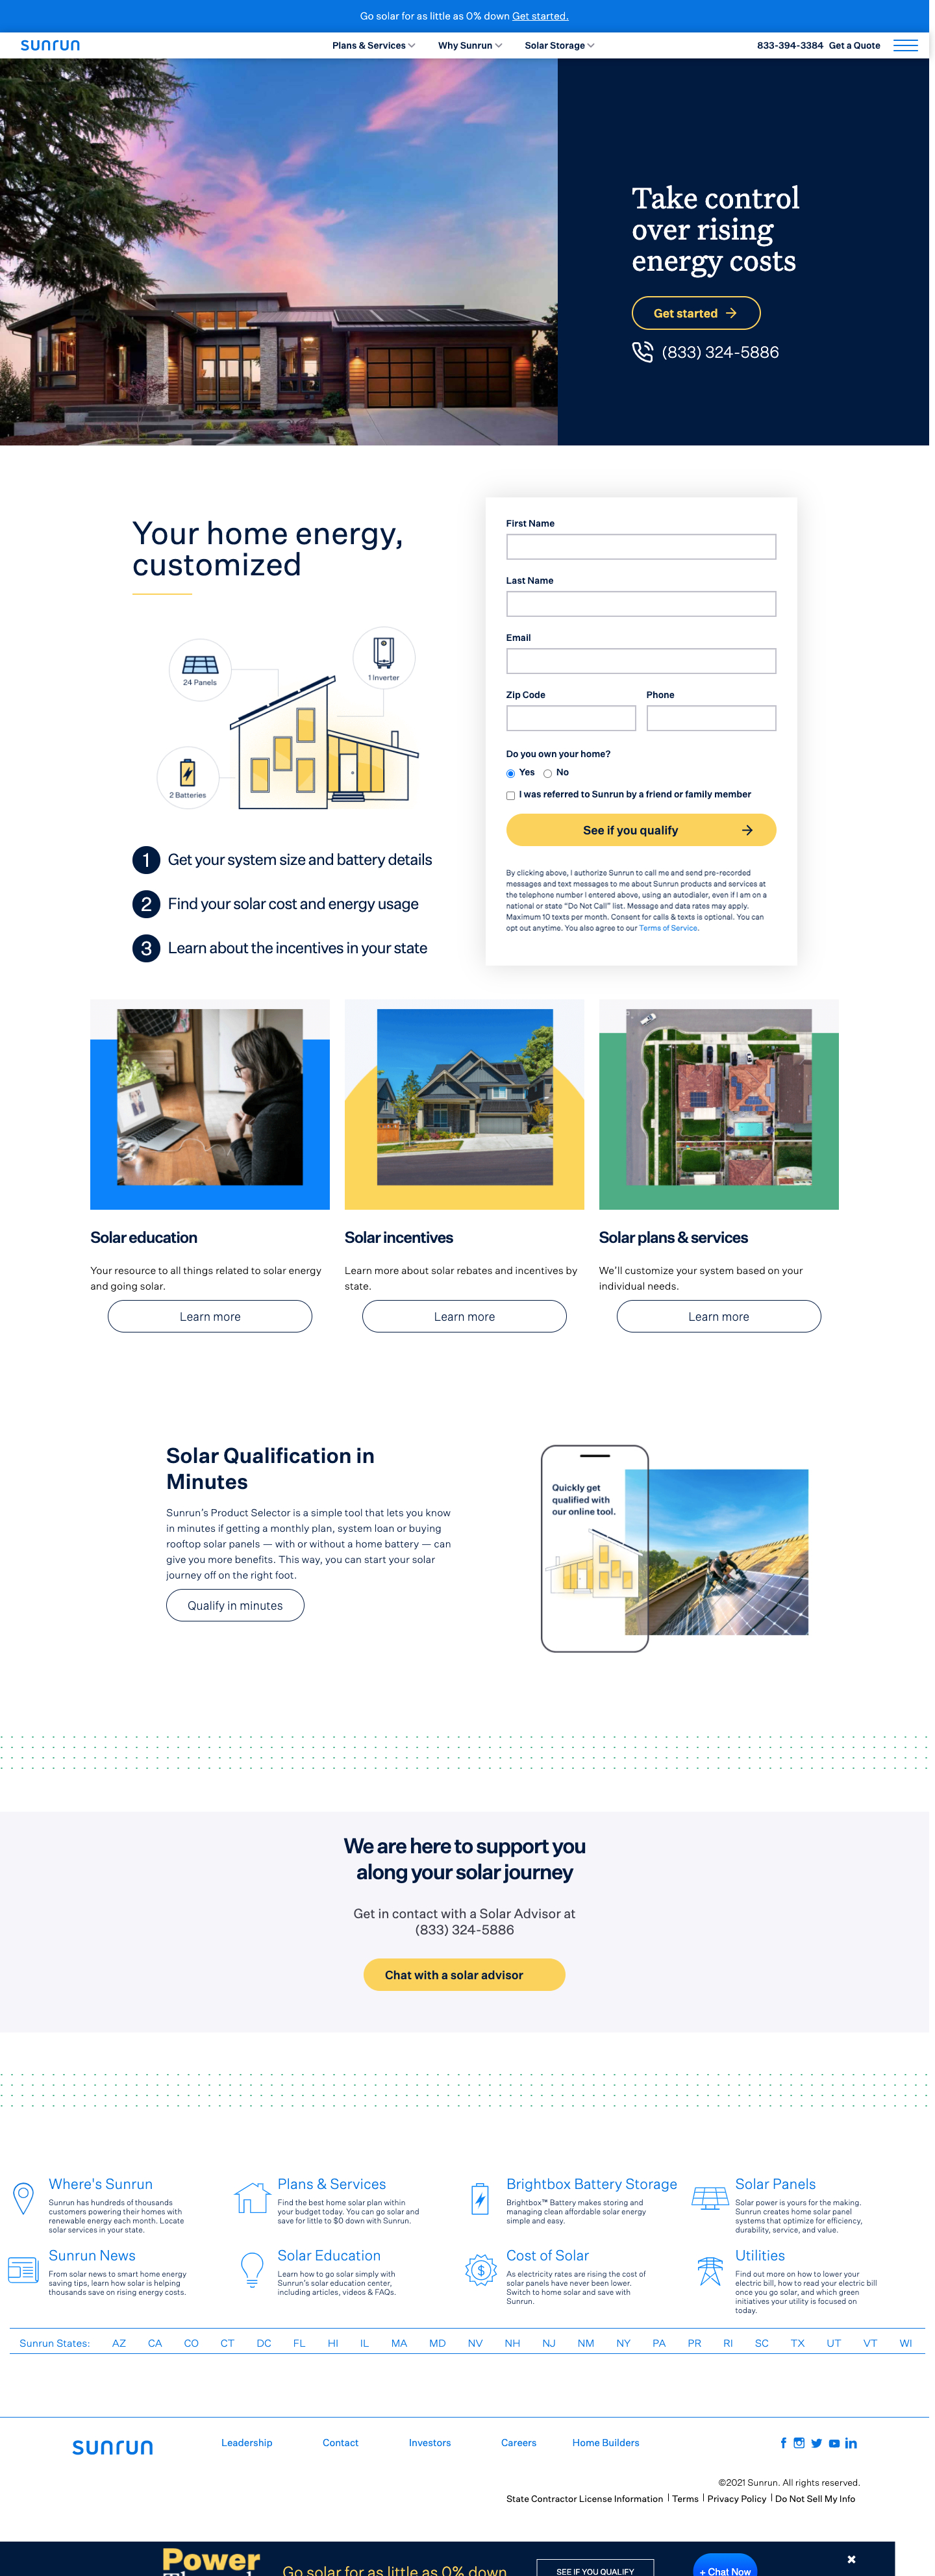 Go solar for as little as 0% down Get started.
sunrun
Plans & Services
Why Sunrun
Solar Storage
833-394-3384 Get a Quote
Take control
over rising
energy costs
Get started
(833) 324-5886
Your home energy,
customized
24 Panels
1 Inverter
2 Batteries
1 Get your system size and battery details
2 Find your solar cost and energy usage
3 Learn about the incentives in your state
First Name
Last Name
Email
Zip Code
Phone
Do you own your home?
Yes No
I was referred to Sunrun by a friend or family member
See if you qualify
By clicking above, I authorize Sunrun to call me and send pre-recorded
messages and text messages to me about Sunrun products and services at
the telephone number I entered above, using an autodialer, even if I am on a
national or state “Do Not Call” list. Message and data rates may apply.
Maximum 10 texts per month. Consent for calls & texts is optional. You can
opt out anytime. You also agree to our Terms of Service.
Solar education
Your resource to all things related to solar energy
and going solar.
Learn more
Solar incentives
Learn more about solar rebates and incentives by
state.
Learn more
Solar plans & services
We’ll customize your system based on your
individual needs.
Learn more
Solar Qualification in
Minutes
Sunrun’s Product Selector is a simple tool that lets you know
in minutes if getting a monthly plan, system loan or buying
rooftop solar panels — with or without a home battery — can
give you more benefits. This way, you can start your solar
journey off on the right foot.
Qualify in minutes
Quickly get
qualified with
our online tool.
We are here to support you
along your solar journey
Get in contact with a Solar Advisor at
(833) 324-5886
Chat with a solar advisor
Where's Sunrun
Sunrun has hundreds of thousands
customers powering their homes with
renewable energy each month. Locate
solar services in your state.
Plans & Services
Find the best home solar plan within
your budget today. You can go solar and
save for little to $0 down with Sunrun.
Brightbox Battery Storage
Brightbox™ Battery makes storing and
managing clean affordable solar energy
simple and easy.
Solar Panels
Solar power is yours for the making.
Sunrun creates home solar panel
systems that optimize for efficiency,
durability, service, and value.
Sunrun News
From solar news to smart home energy
saving tips, learn how solar is helping
thousands save on rising energy costs.
Solar Education
Learn how to go solar simply with
Sunrun's solar education center,
including articles, videos & FAQs.
Cost of Solar
As electricity rates are rising the cost of
solar panels have never been lower.
Switch to home solar and save with
Sunrun.
Utilities
Find out more on how to lower your
electric bill, how to read your electric bill
once you go solar, and which green
initiatives your utility is focused on
today.
Sunrun States: AZ CA CO CT DC FL HI IL MA MD NV NH NJ NM NY PA PR RI SC TX UT VT WI
sunrun
Leadership
Contact
Investors
Careers
Home Builders
©2021 Sunrun. All rights reserved.
State Contractor License Information | Terms | Privacy Policy | Do Not Sell My Info
Power
Go solar for as little as 0% down
SEE IF YOU QUALIFY
+ Chat Now